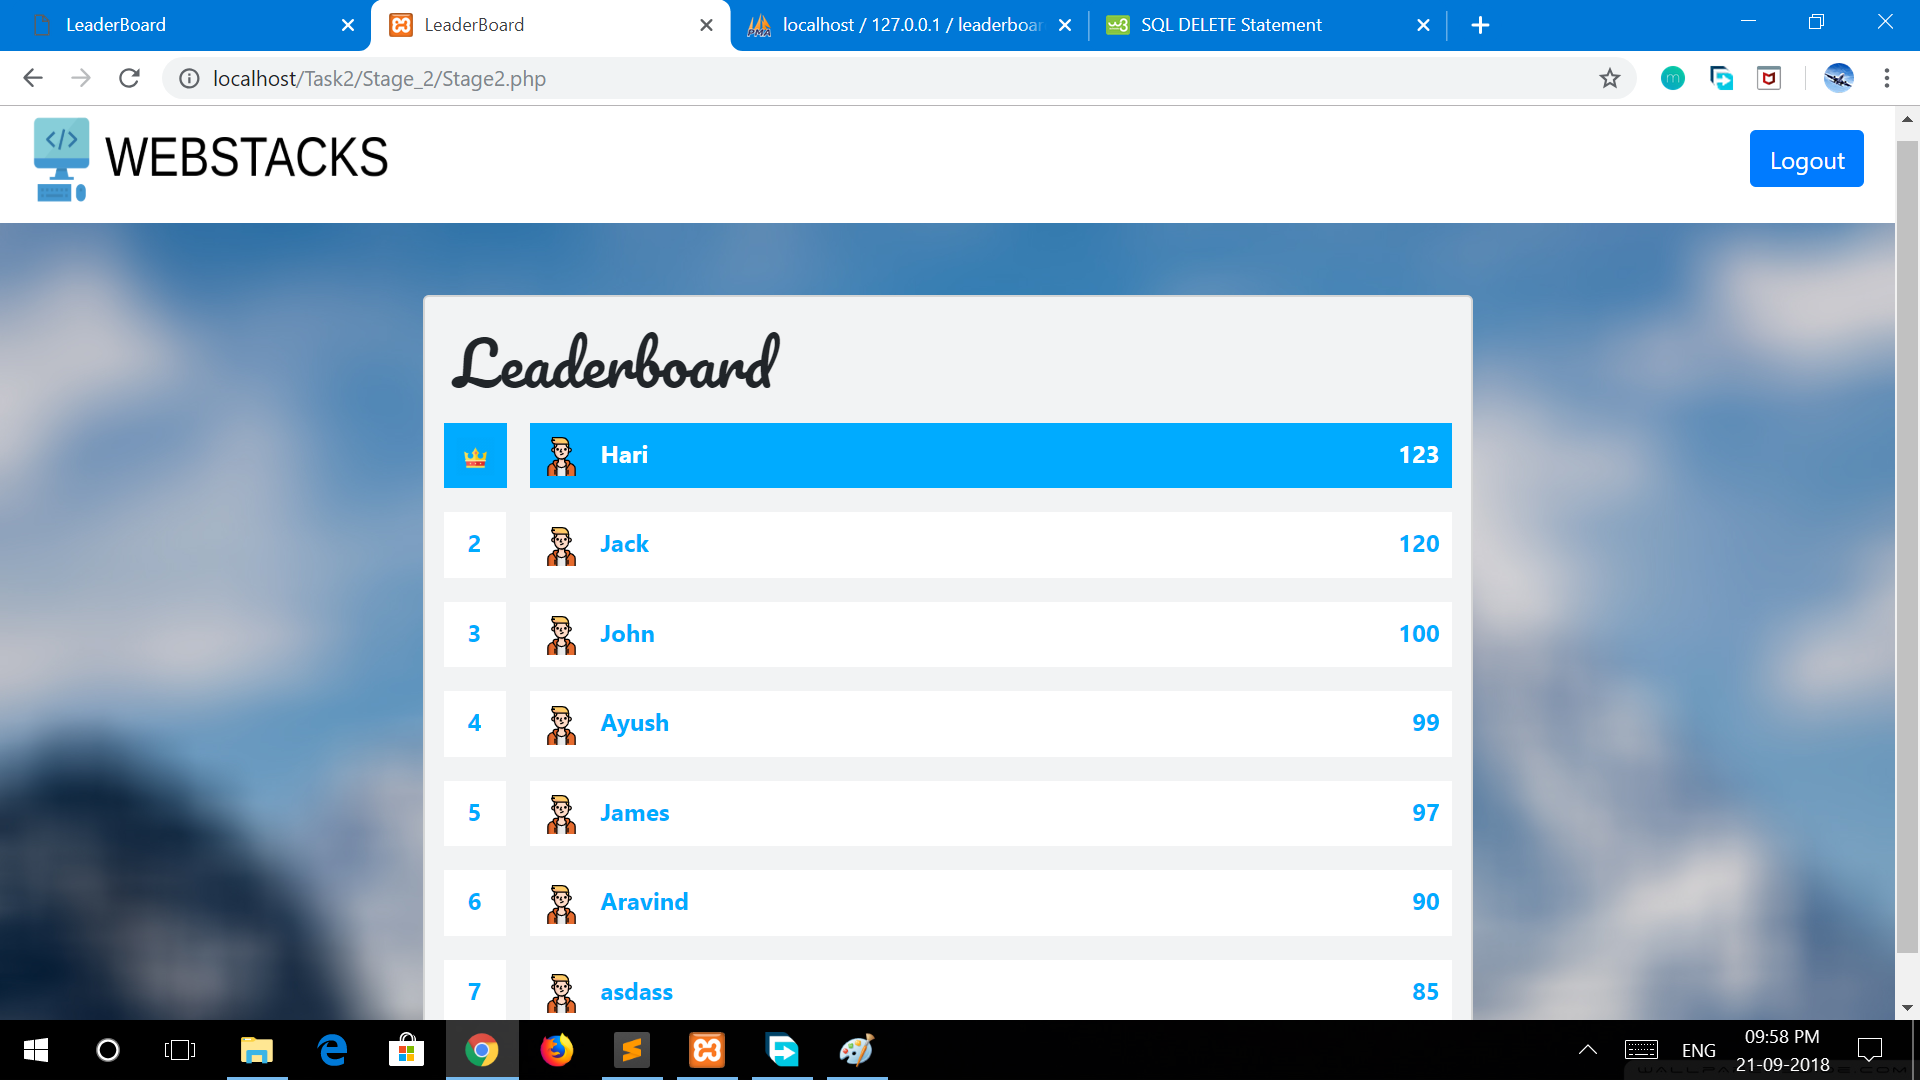 LeaderBoard
LeaderBoard
localhost / 127.0.0.1 / leaderboar
SQL DELETE Statement
localhost/Task2/Stage_2/Stage2.php
WEBSTACKS
Logout
Leaderboard
Hari 123
2 Jack 120
3 John 100
4 Ayush 99
5 James 97
6 Aravind 90
7 asdass 85
ENG
09:58 PM
21-09-2018